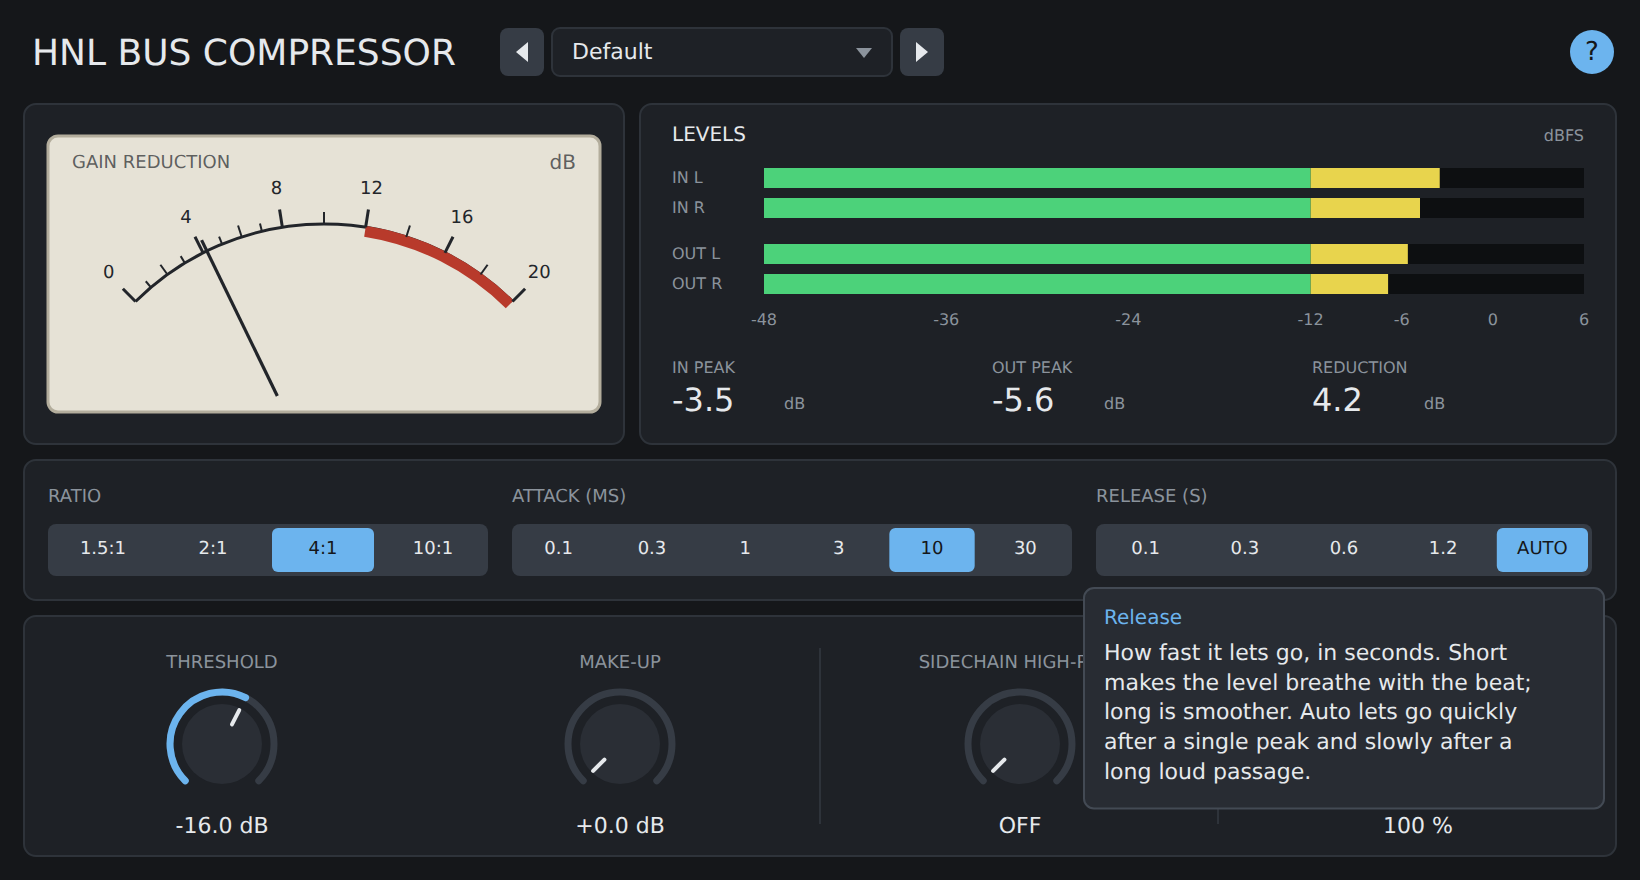 HNL BUS COMPRESSOR
Default
?
GAIN REDUCTION dB
0 4 8 12 16 20
LEVELS dBFS
IN L
IN R
OUT L
OUT R
-48 -36 -24 -12 -6 0 6
IN PEAK OUT PEAK REDUCTION
-3.5 dB -5.6 dB 4.2 dB
RATIO ATTACK (MS) RELEASE (S)
1.5:1 2:1 4:1 10:1 0.1 0.3 1 3 10 30 0.1 0.3 0.6 1.2 AUTO
Release
How fast it lets go, in seconds. Short
makes the level breathe with the beat;
long is smoother. Auto lets go quickly
after a single peak and slowly after a
long loud passage.
THRESHOLD MAKE-UP SIDECHAIN
-16.0 dB +0.0 dB OFF 100 %